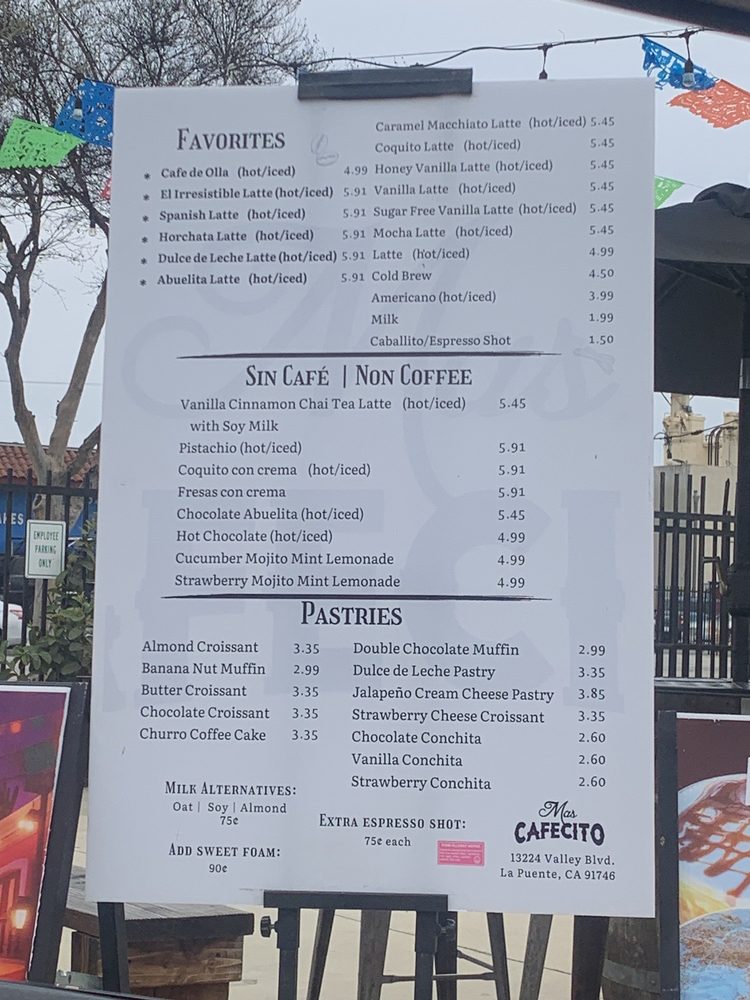 FAVORITES
* Cafe de Olla (hot/iced) 4.99
* El Irresistible Latte (hot/iced) 5.91
* Spanish Latte (hot/iced) 5.91
* Horchata Latte (hot/iced) 5.91
* Dulce de Leche Latte (hot/iced) 5.91
* Abuelita Latte (hot/iced) 5.91
Caramel Macchiato Latte (hot/iced) 5.45
Coquito Latte (hot/iced) 5.45
Honey Vanilla Latte (hot/iced) 5.45
Vanilla Latte (hot/iced) 5.45
Sugar Free Vanilla Latte (hot/iced) 5.45
Mocha Latte (hot/iced) 5.45
Latte (hot/iced) 4.99
Cold Brew 4.50
Americano (hot/iced) 3.99
Milk 1.99
Caballito/Espresso Shot 1.50
SIN CAFÉ | NON COFFEE
Vanilla Cinnamon Chai Tea Latte (hot/iced) 5.45
with Soy Milk
Pistachio (hot/iced) 5.91
Coquito con crema (hot/iced) 5.91
Fresas con crema 5.91
Chocolate Abuelita (hot/iced) 5.45
Hot Chocolate (hot/iced) 4.99
Cucumber Mojito Mint Lemonade 4.99
Strawberry Mojito Mint Lemonade 4.99
PASTRIES
Almond Croissant 3.35
Banana Nut Muffin 2.99
Butter Croissant 3.35
Chocolate Croissant 3.35
Churro Coffee Cake 3.35
Double Chocolate Muffin 2.99
Dulce de Leche Pastry 3.35
Jalapeño Cream Cheese Pastry 3.85
Strawberry Cheese Croissant 3.35
Chocolate Conchita 2.60
Vanilla Conchita 2.60
Strawberry Conchita 2.60
MILK ALTERNATIVES:
Oat | Soy | Almond
75¢
ADD SWEET FOAM:
90¢
EXTRA ESPRESSO SHOT:
75¢ each
Mas
CAFECITO
13224 Valley Blvd.
La Puente, CA 91746
EMPLOYEE
PARKING
ONLY